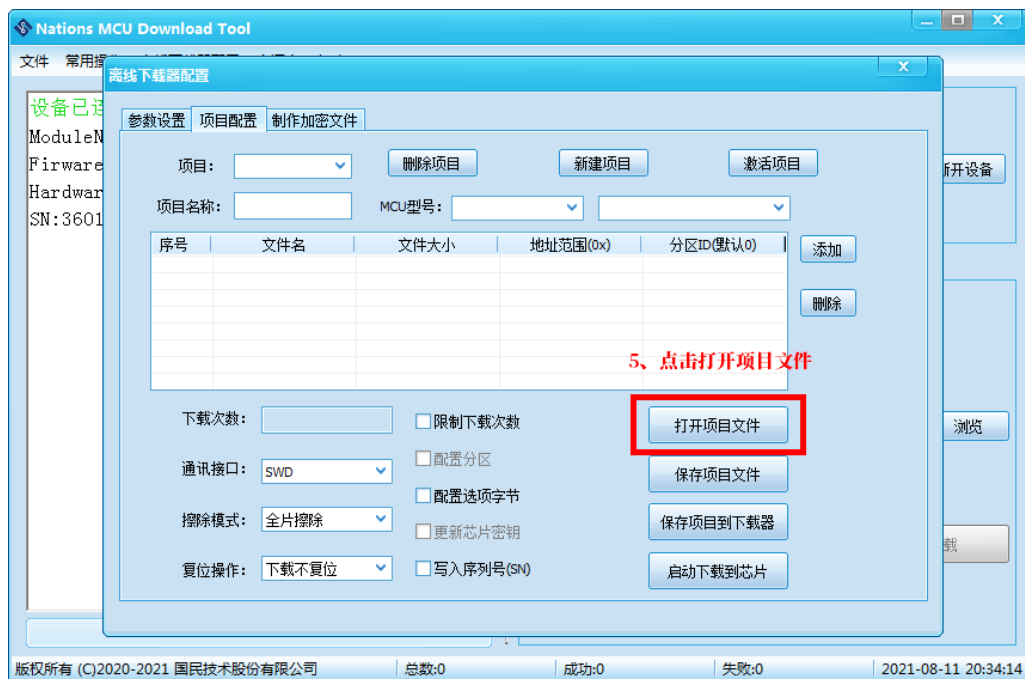 Nations MCU Download Tool
文件 常用操
离线下载器配置
设备已连
ModuleN
Firware
Hardwar
SN:3601
参数设置 项目配置 制作加密文件
项目： 删除项目 新建项目 激活项目
项目名称： MCU型号：
序号 文件名 文件大小 地址范围(0x) 分区ID(默认0) 添加
删除
5、点击打开项目文件
下载次数： 限制下载次数 打开项目文件
配置分区
通讯接口： SWD 保存项目文件
配置选项字节
擦除模式： 全片擦除 保存项目到下载器
更新芯片密钥
复位操作： 下载不复位 写入序列号(SN) 启动下载到芯片
开设备
浏览
载
版权所有 (C)2020-2021 国民技术股份有限公司 总数:0 成功:0 失败:0 2021-08-11 20:34:14